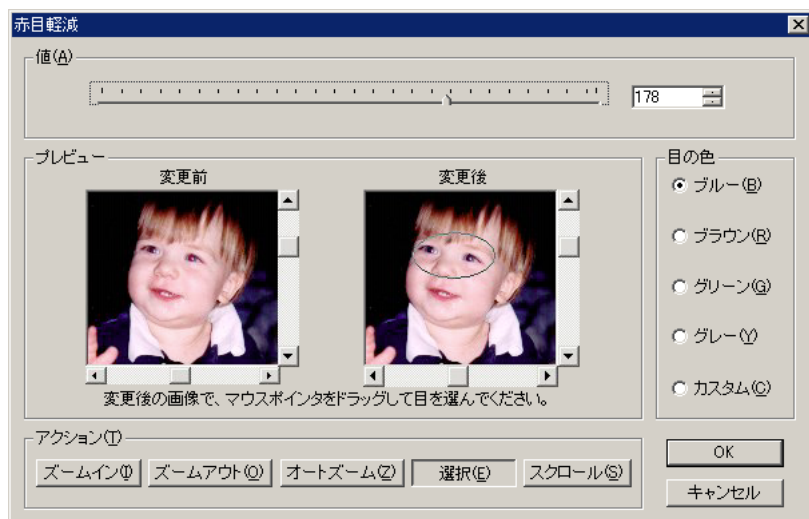 赤目軽減
値(A)
178
プレビュー
変更前
変更後
変更後の画像で、マウスポインタをドラッグして目を選んでください。
目の色
ブルー(B)
ブラウン(R)
グリーン(G)
グレー(Y)
カスタム(C)
アクション(T)
ズームイン(I)
ズームアウト(O)
オートズーム(Z)
選択(E)
スクロール(S)
OK
キャンセル